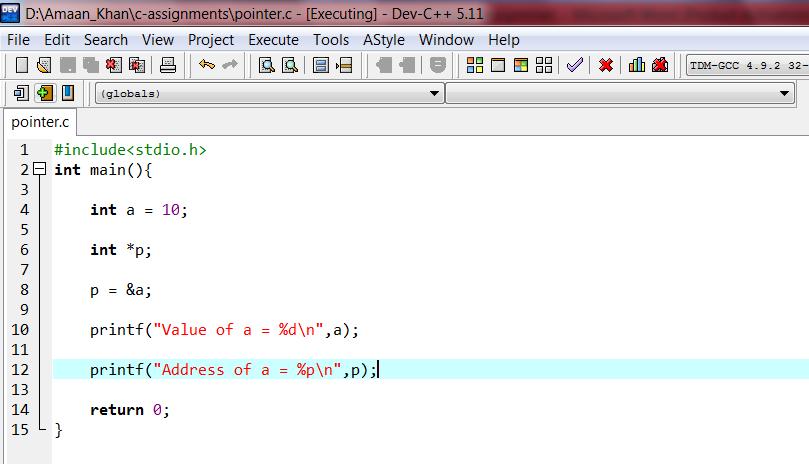 DEV D:\Amaan_Khan\c-assignments\pointer.c - [Executing] - Dev-C++ 5.11
File Edit Search View Project Execute Tools AStyle Window Help
TDM-GCC 4.9.2 32-
(globals)
pointer.c
1 #include<stdio.h>
2 int main(){
3
4 int a = 10;
5
6 int *p;
7
8 p = &a;
9
10 printf("Value of a = %d\n",a);
11
12 printf("Address of a = %p\n",p);
13
14 return 0;
15 }